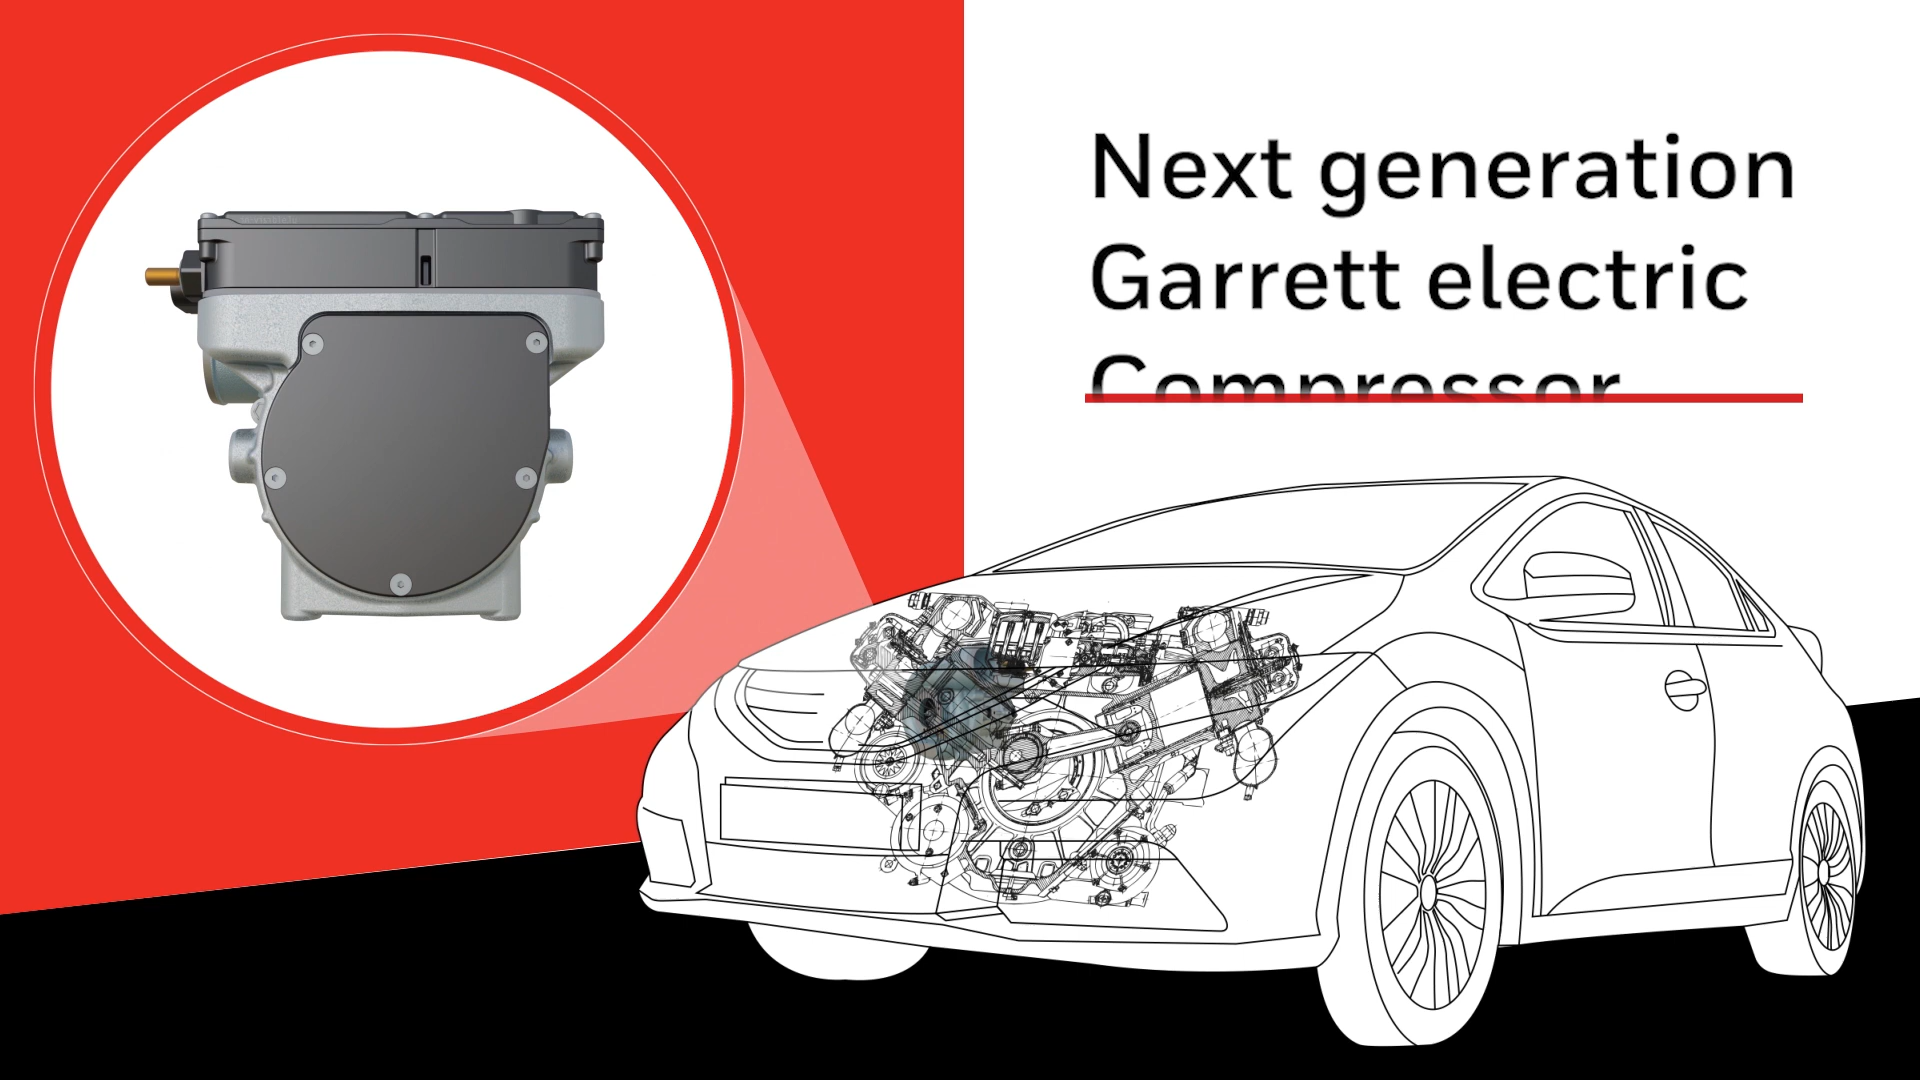 Next generation
Garrett electric
Compressor